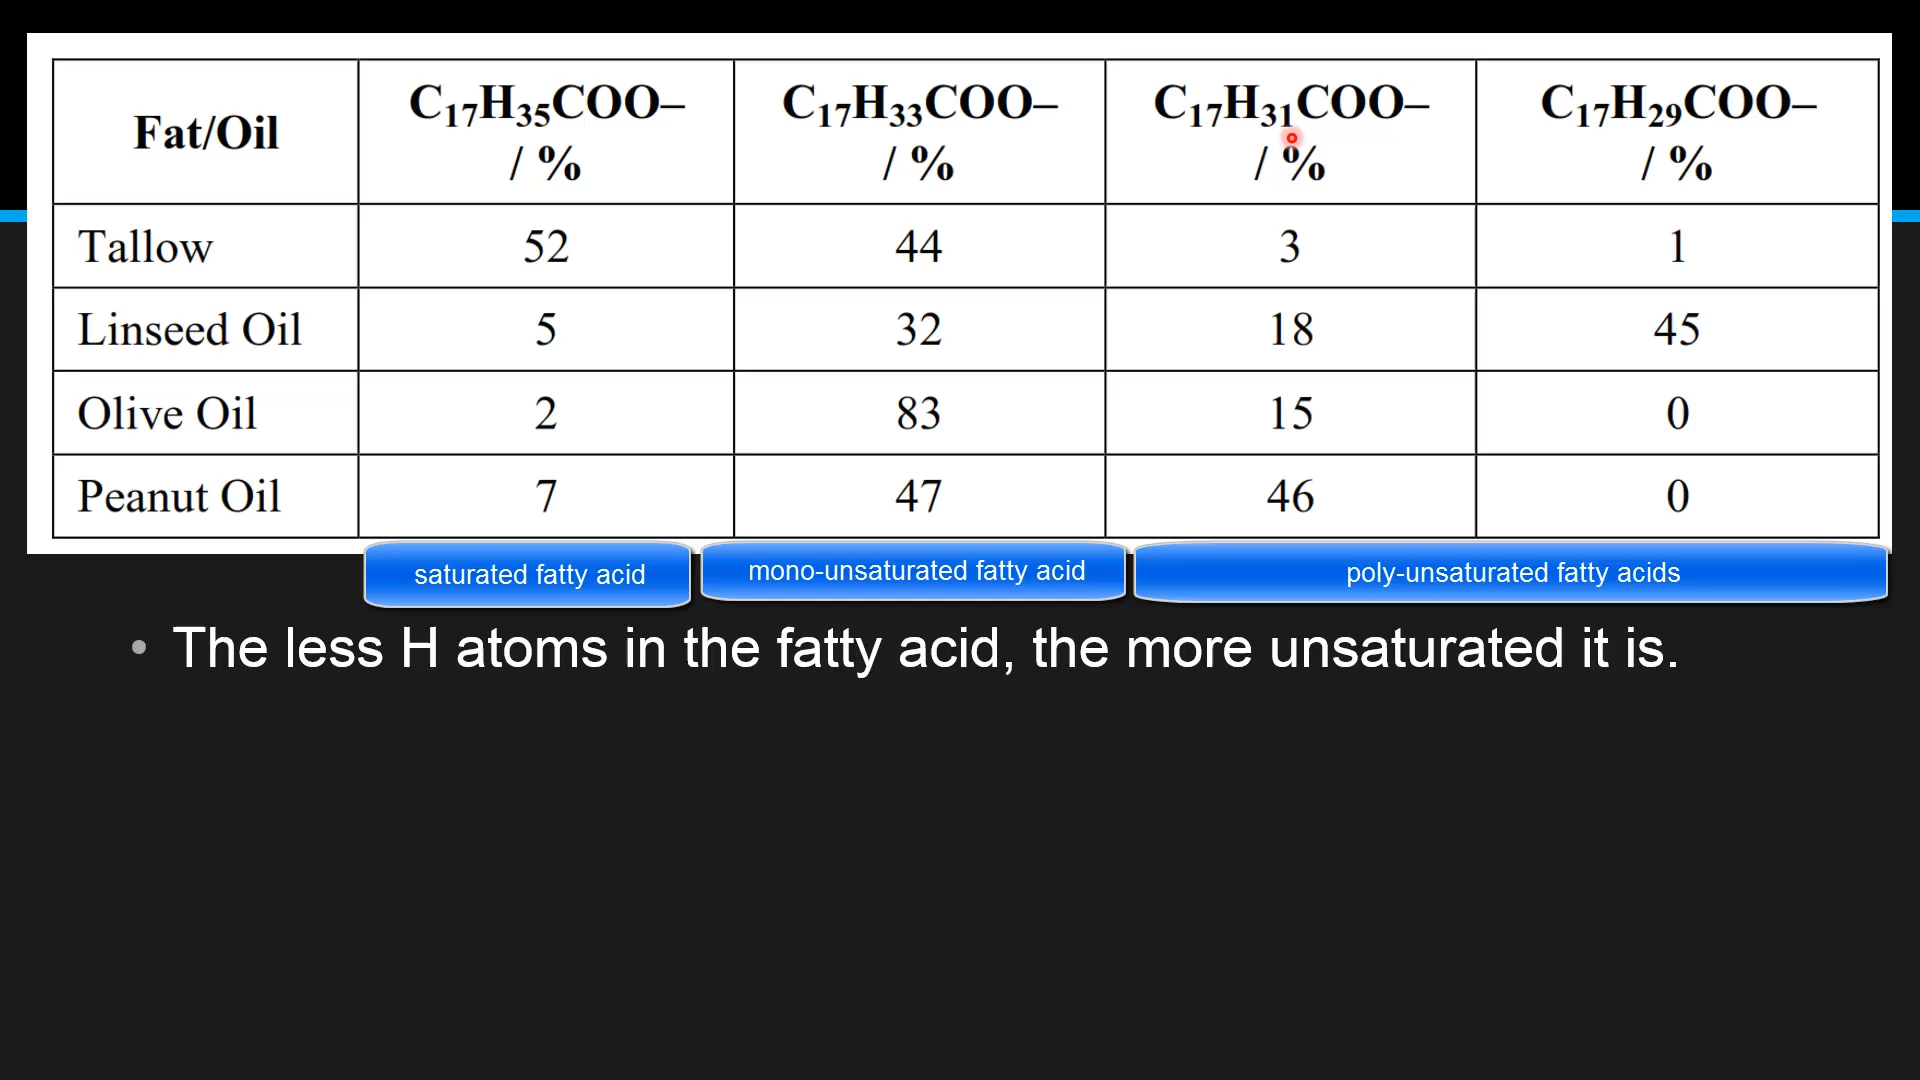 Fat/Oil
C₁₇H₃₅COO–
/ %
C₁₇H₃₃COO–
/ %
C₁₇H₃₁COO–
/ %
C₁₇H₂₉COO–
/ %
Tallow 52 44 3 1
Linseed Oil 5 32 18 45
Olive Oil 2 83 15 0
Peanut Oil 7 47 46 0
saturated fatty acid
mono-unsaturated fatty acid
poly-unsaturated fatty acids
• The less H atoms in the fatty acid, the more unsaturated it is.